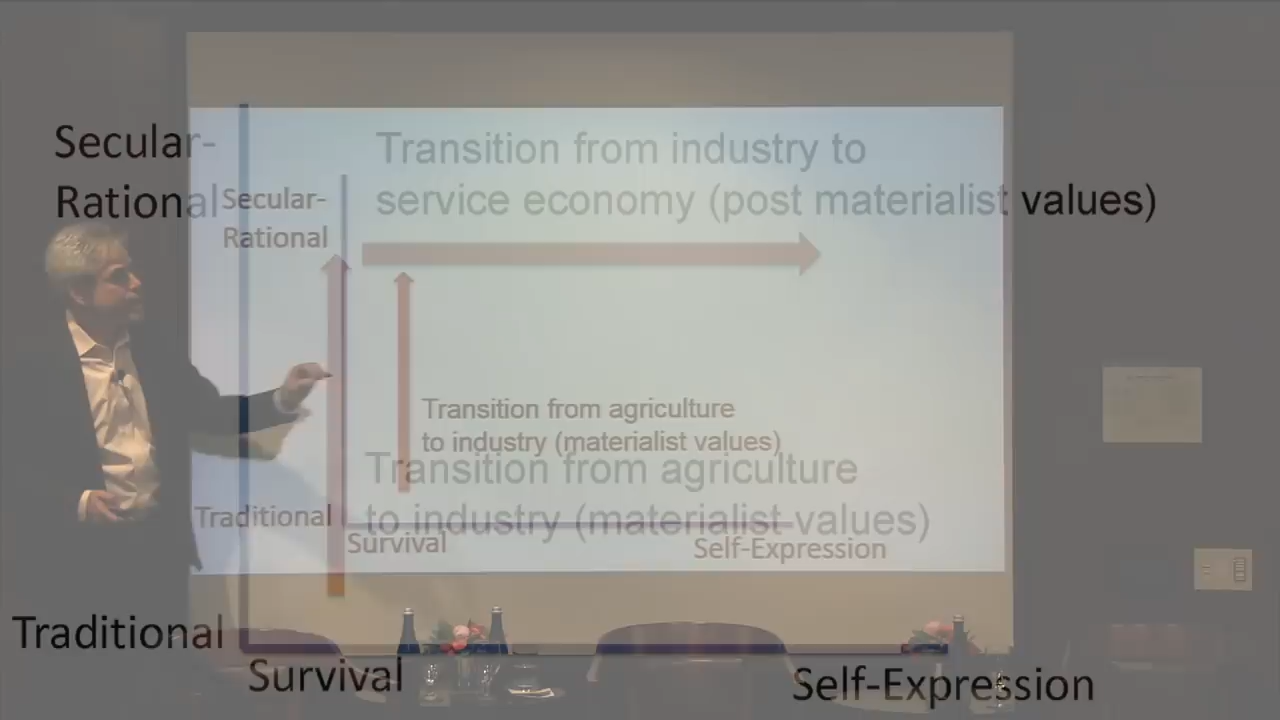 Secular-
Rational
Transition from industry to
service economy (post materialist values)
Secular-
Rational
Transition from agriculture
to industry (materialist values)
Transition from agriculture
to industry (materialist values)
Traditional
Survival
Self-Expression
Traditional
Survival
Self-Expression